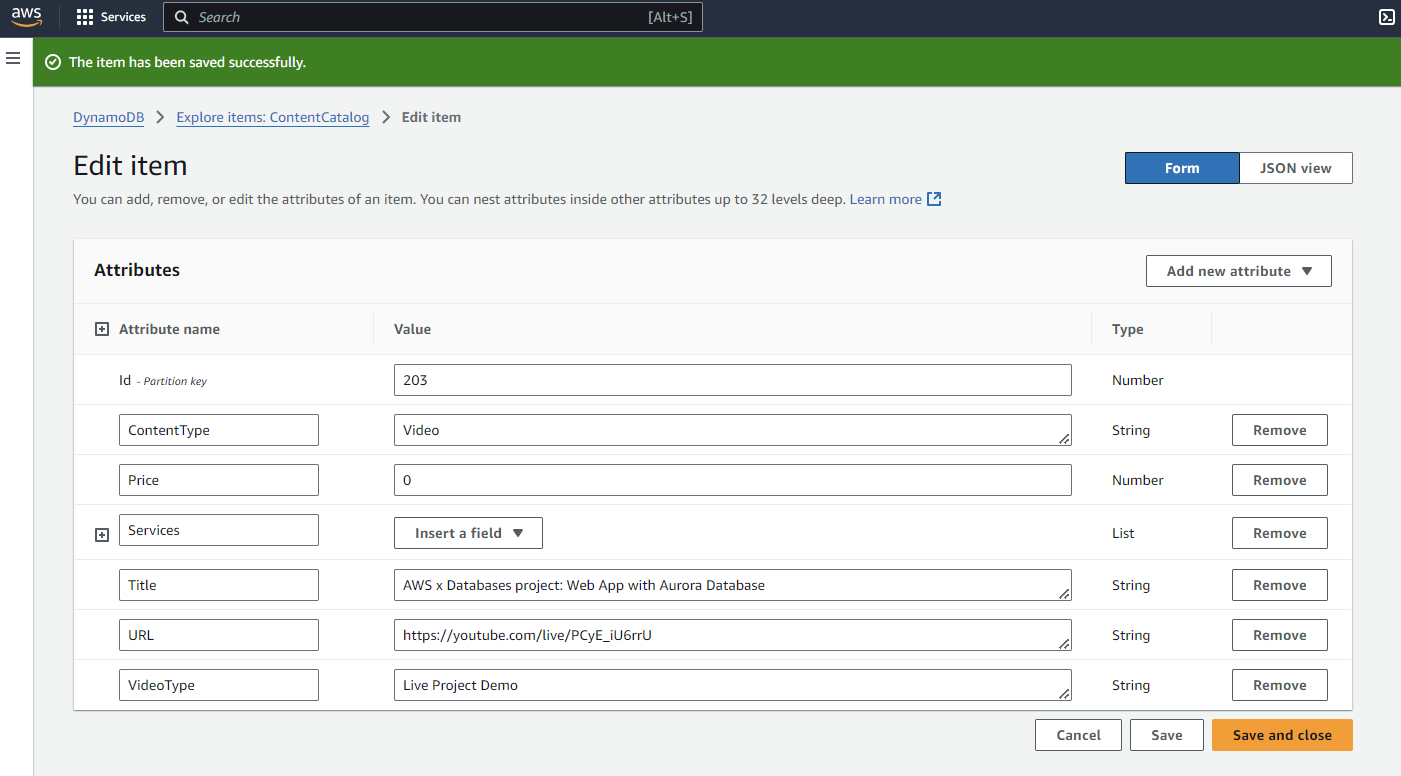 aws Services Search [Alt+S]
The item has been saved successfully.
DynamoDB Explore items: ContentCatalog Edit item
Edit item
Form JSON view
You can add, remove, or edit the attributes of an item. You can nest attributes inside other attributes up to 32 levels deep. Learn more
Attributes
Add new attribute
Attribute name Value Type
Id - Partition key 203 Number
ContentType Video String Remove
Price 0 Number Remove
Services Insert a field List Remove
Title AWS x Databases project: Web App with Aurora Database String Remove
URL https://youtube.com/live/PCyE_iU6rrU String Remove
VideoType Live Project Demo String Remove
Cancel Save Save and close